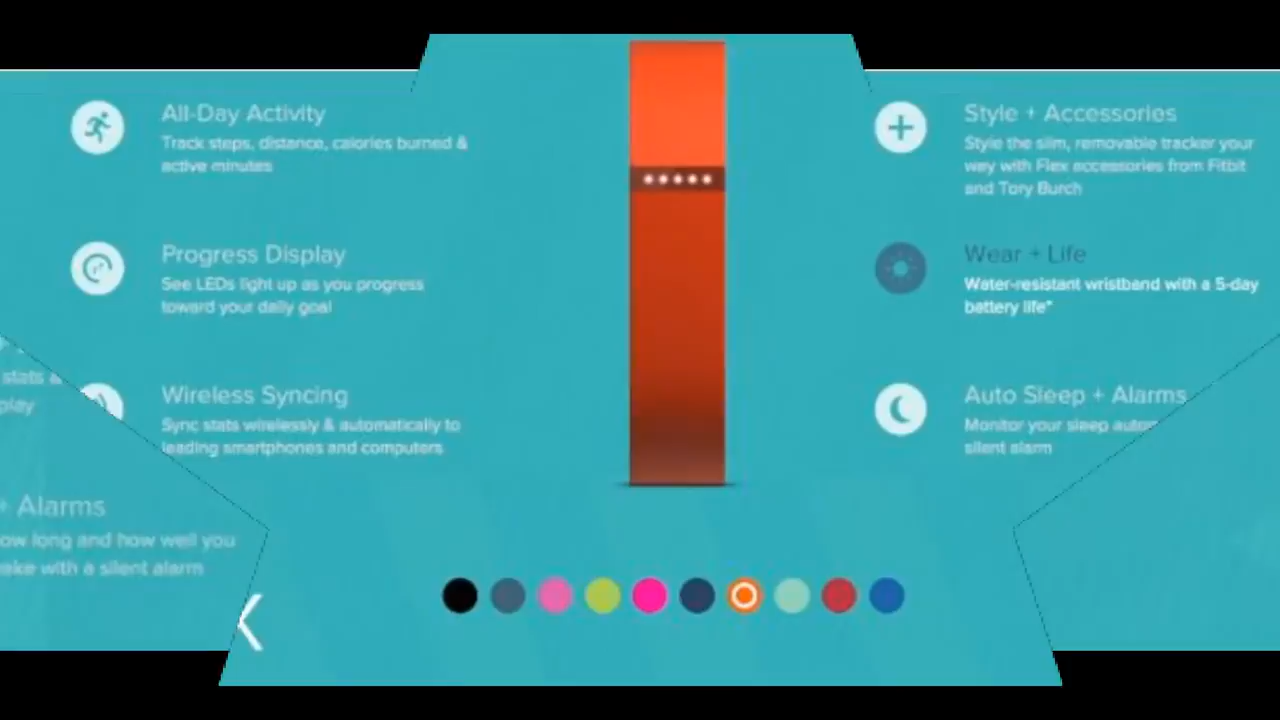 All-Day Activity
Track steps, distance, calories burned &
active minutes
Progress Display
See LEDs light up as you progress
toward your daily goal
Wireless Syncing
Sync stats wirelessly & automatically to
leading smartphones and computers
stats &
play
+ Alarms
ow long and how well you
ake with a silent alarm
Style + Accessories
Style the slim, removable tracker your
way with Flex accessories from Fitbit
and Tory Burch
Wear + Life
Water-resistant wristband with a 5-day
battery life*
Auto Sleep + Alarms
Monitor your sleep autom
silent alarm